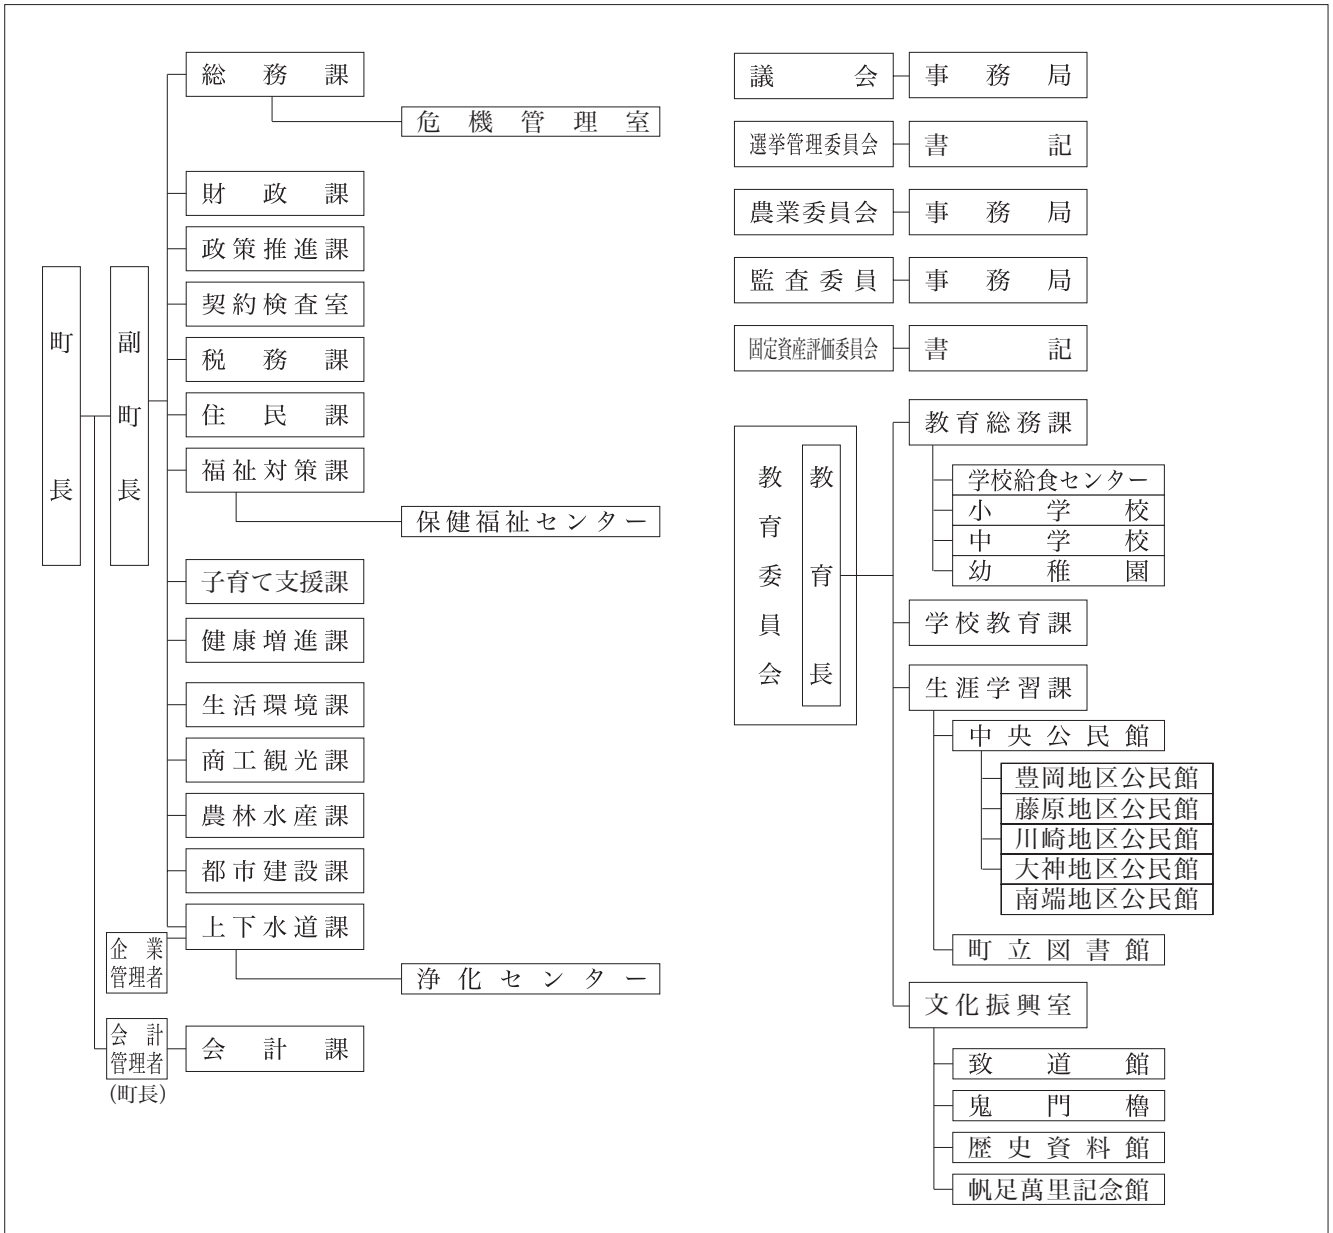 町長
副町長
総務課
危機管理室
財政課
政策推進課
契約検査室
税務課
住民課
福祉対策課
保健福祉センター
子育て支援課
健康増進課
生活環境課
商工観光課
農林水産課
都市建設課
上下水道課
企業
管理者
浄化センター
会計
管理者
(町長)
会計課
議会
事務局
選挙管理委員会
書記
農業委員会
事務局
監査委員
事務局
固定資産評価委員会
書記
教育委員会
教育長
教育総務課
学校給食センター
小学校
中学校
幼稚園
学校教育課
生涯学習課
中央公民館
豊岡地区公民館
藤原地区公民館
川崎地区公民館
大神地区公民館
南端地区公民館
町立図書館
文化振興室
致道館
鬼門櫓
歴史資料館
帆足萬里記念館